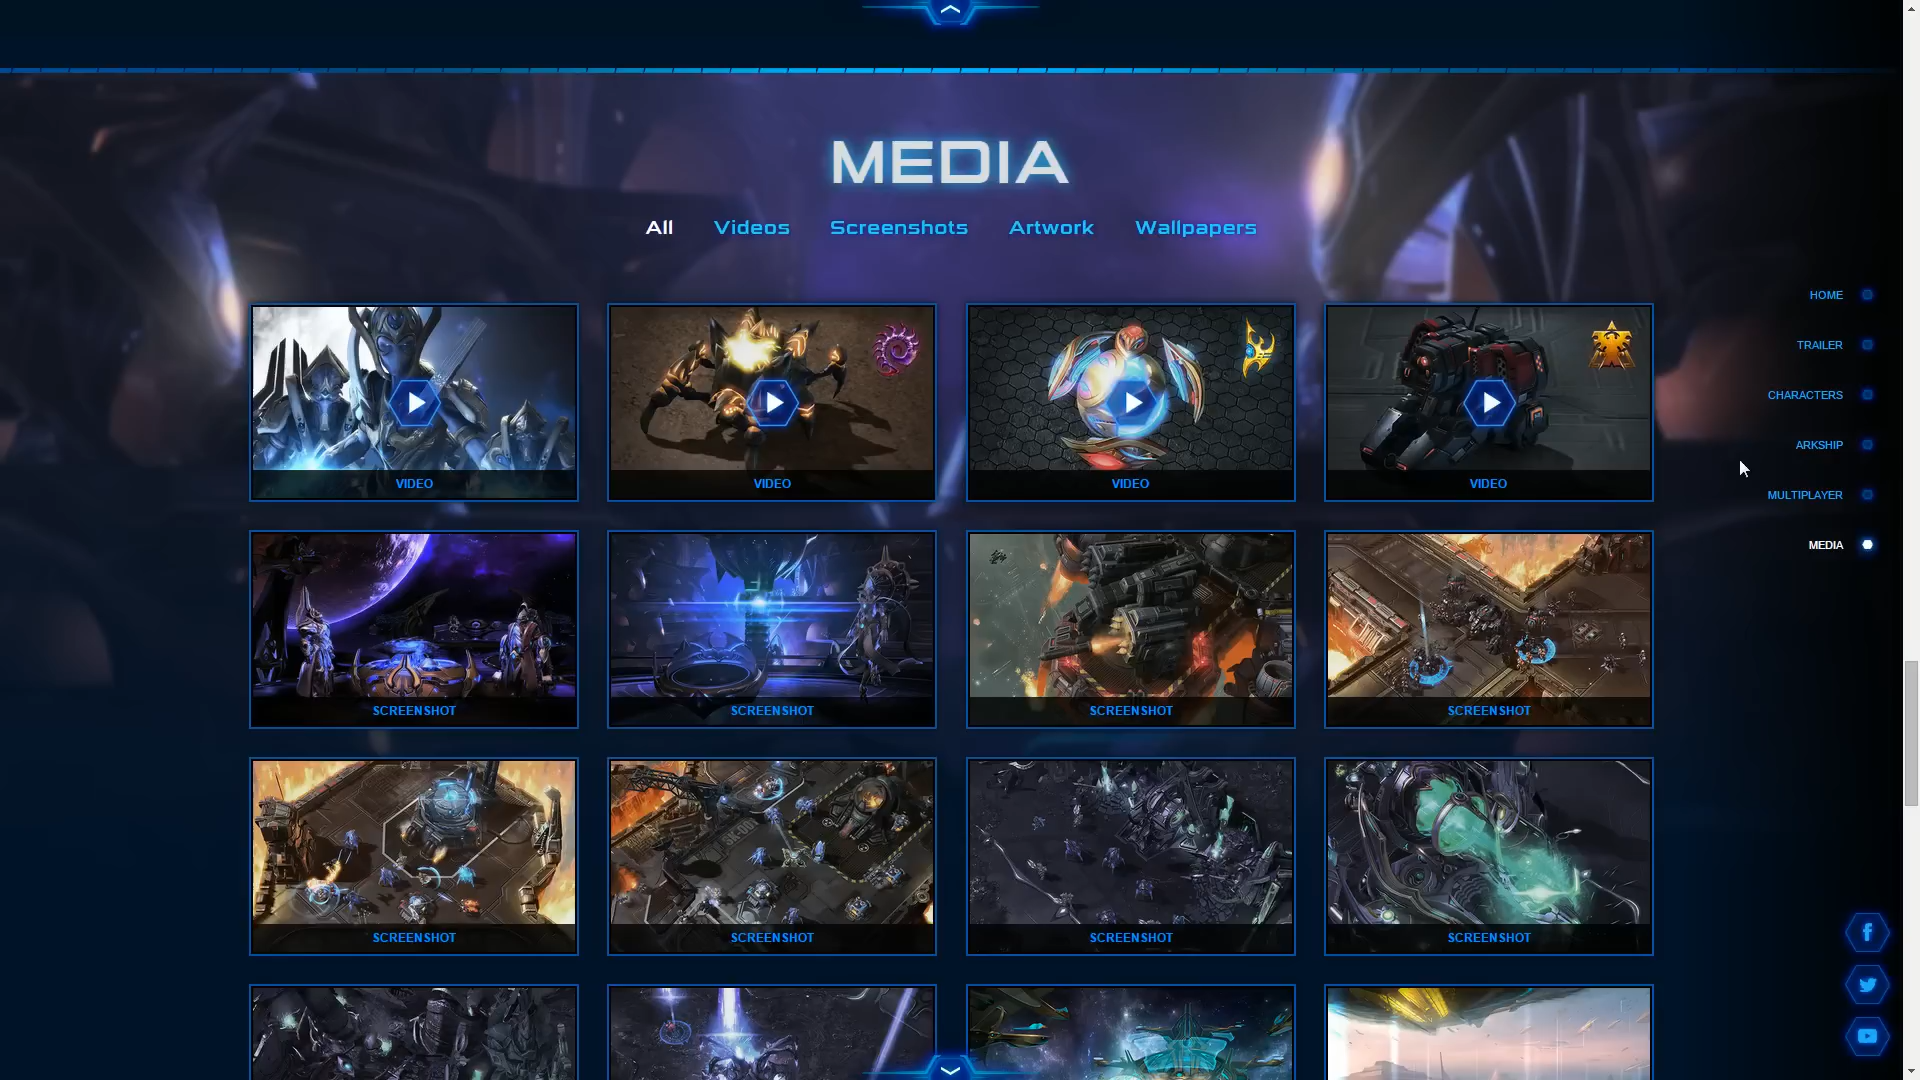 MEDIA
All Videos Screenshots Artwork Wallpapers
HOME
TRAILER
CHARACTERS
ARKSHIP
MULTIPLAYER
MEDIA
VIDEO VIDEO VIDEO VIDEO
SCREENSHOT SCREENSHOT SCREENSHOT SCREENSHOT
SCREENSHOT SCREENSHOT SCREENSHOT SCREENSHOT